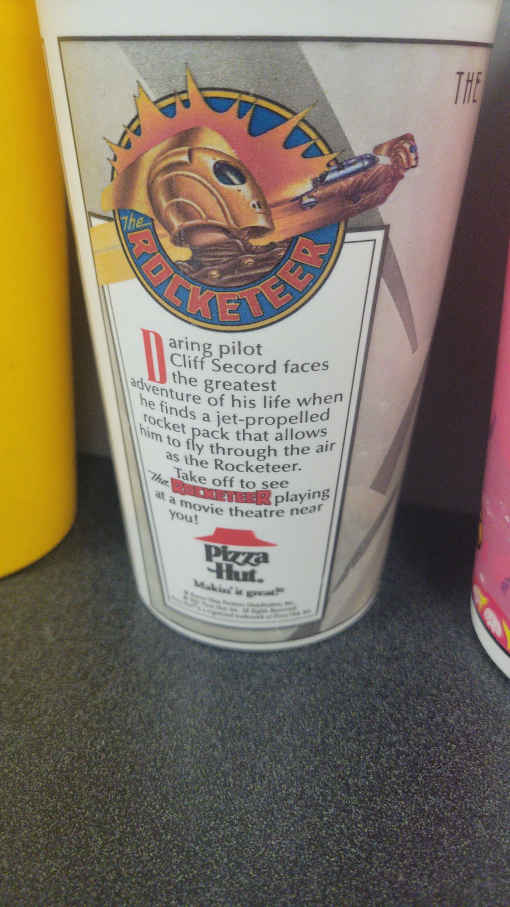 THE
The
ROCKETEER
Daring pilot
Cliff Secord faces
the greatest
adventure of his life when
he finds a jet-propelled
rocket pack that allows
him to fly through the air
as the Rocketeer.
Take off to see
The ROCKETEER playing
at a movie theatre near
you!
Pizza
Hut®
Makin' it great!